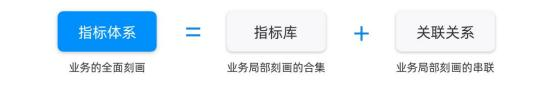 指标体系 = 指标库 + 关联关系
业务的全面刻画 业务局部刻画的合集 业务局部刻画的串联